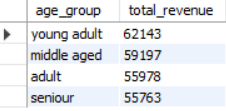 age_group total_revenue
young adult 62143
middle aged 59197
adult 55978
seniour 55763